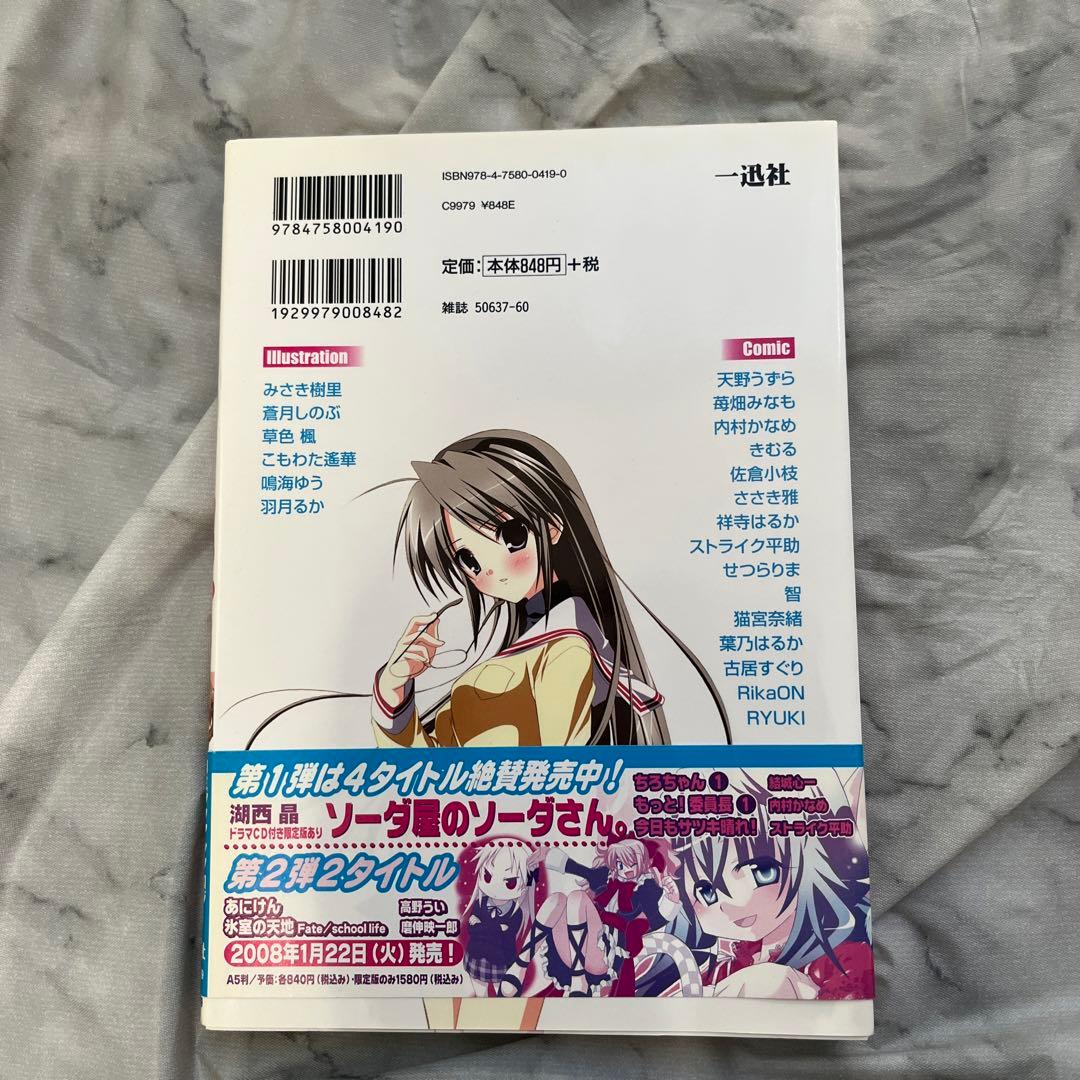 ISBN978-4-7580-0419-0
一迅社
C9979 ¥848E
9784758004190
定価：本体848円＋税
1929979008482
雑誌 50637-60
Illustration
みさき樹里
蒼月しのぶ
草色 楓
こもわた遙華
鳴海ゆう
羽月るか
Comic
天野うずら
苺畑みなも
内村かなめ
きむる
佐倉小枝
ささき雅
祥寺はるか
ストライク平助
せつらりま
智
猫宮奈緒
葉乃はるか
古居すぐり
RikaON
RYUKI
第1弾は4タイトル絶賛発売中！
湖西 晶
ドラマCD付き限定版あり
ソーダ屋のソーダさん。
ちろちゃん① 結城心一
もっと！委員長① 内村かなめ
今日もサツキ晴れ！ ストライク平助
第2弾2タイトル
あにけん 高野うい
氷室の天地 Fate/school life 磨伸映一郎
2008年1月22日（火）発売！
A5判／予価：各840円（税込み）・限定版のみ1580円（税込み）